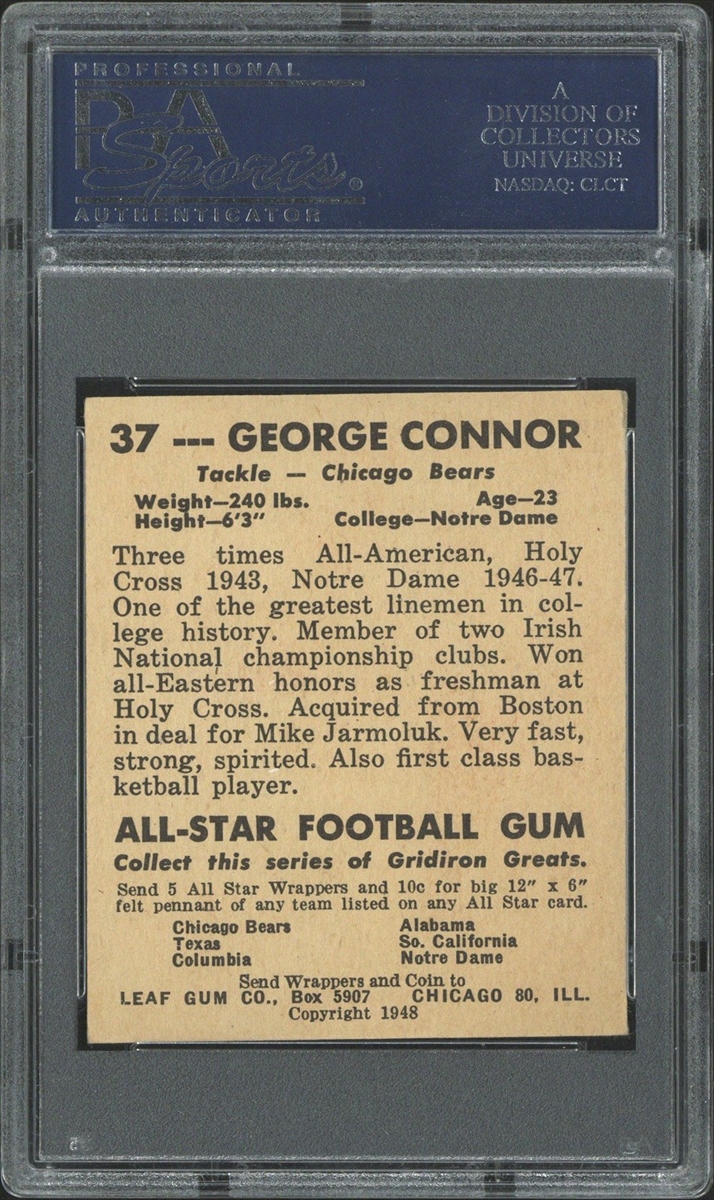 PROFESSIONAL
PSA
Sports®
AUTHENTICATOR
A
DIVISION OF
COLLECTORS
UNIVERSE
NASDAQ: CLCT
37 --- GEORGE CONNOR
Tackle — Chicago Bears
Weight—240 lbs. Age—23
Height—6'3" College—Notre Dame
Three times All-American, Holy
Cross 1943, Notre Dame 1946-47.
One of the greatest linemen in col-
lege history. Member of two Irish
National championship clubs. Won
all-Eastern honors as freshman at
Holy Cross. Acquired from Boston
in deal for Mike Jarmoluk. Very fast,
strong, spirited. Also first class bas-
ketball player.
ALL-STAR FOOTBALL GUM
Collect this series of Gridiron Greats.
Send 5 All Star Wrappers and 10c for big 12" x 6"
felt pennant of any team listed on any All Star card.
Chicago Bears Alabama
Texas So. California
Columbia Notre Dame
Send Wrappers and Coin to
LEAF GUM CO., Box 5907 CHICAGO 80, ILL.
Copyright 1948